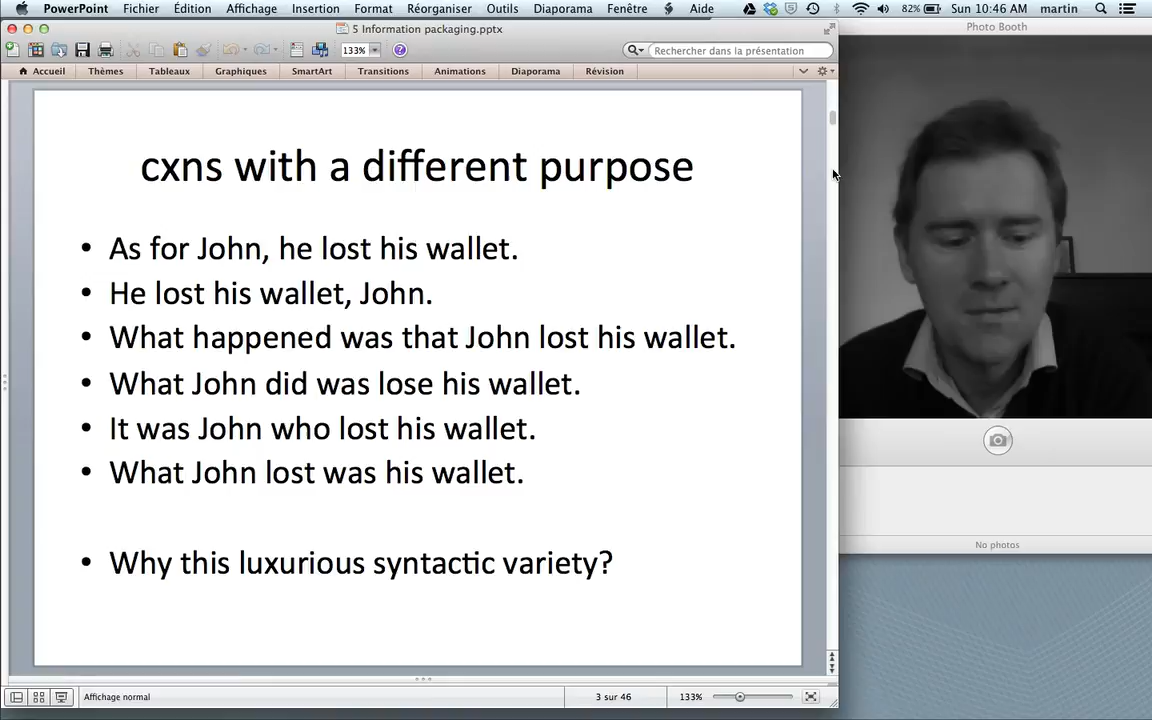 PowerPoint Fichier Édition Affichage Insertion Format Réorganiser Outils Diaporama Fenêtre Aide 82% Sun 10:46 AM martin
5 Information packaging.pptx
Photo Booth
133% Rechercher dans la présentation
Accueil Thèmes Tableaux Graphiques SmartArt Transitions Animations Diaporama Révision
cxns with a different purpose
• As for John, he lost his wallet.
• He lost his wallet, John.
• What happened was that John lost his wallet.
• What John did was lose his wallet.
• It was John who lost his wallet.
• What John lost was his wallet.
• Why this luxurious syntactic variety?
No photos
Affichage normal 3 sur 46 133%